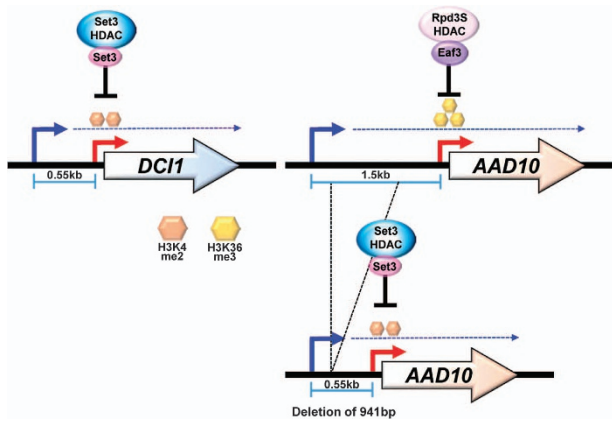 Set3
HDAC
Set3
DCI1
0.55kb
H3K4
me2
H3K36
me3
Rpd3S
HDAC
Eaf3
AAD10
1.5kb
Set3
HDAC
Set3
AAD10
0.55kb
Deletion of 941bp